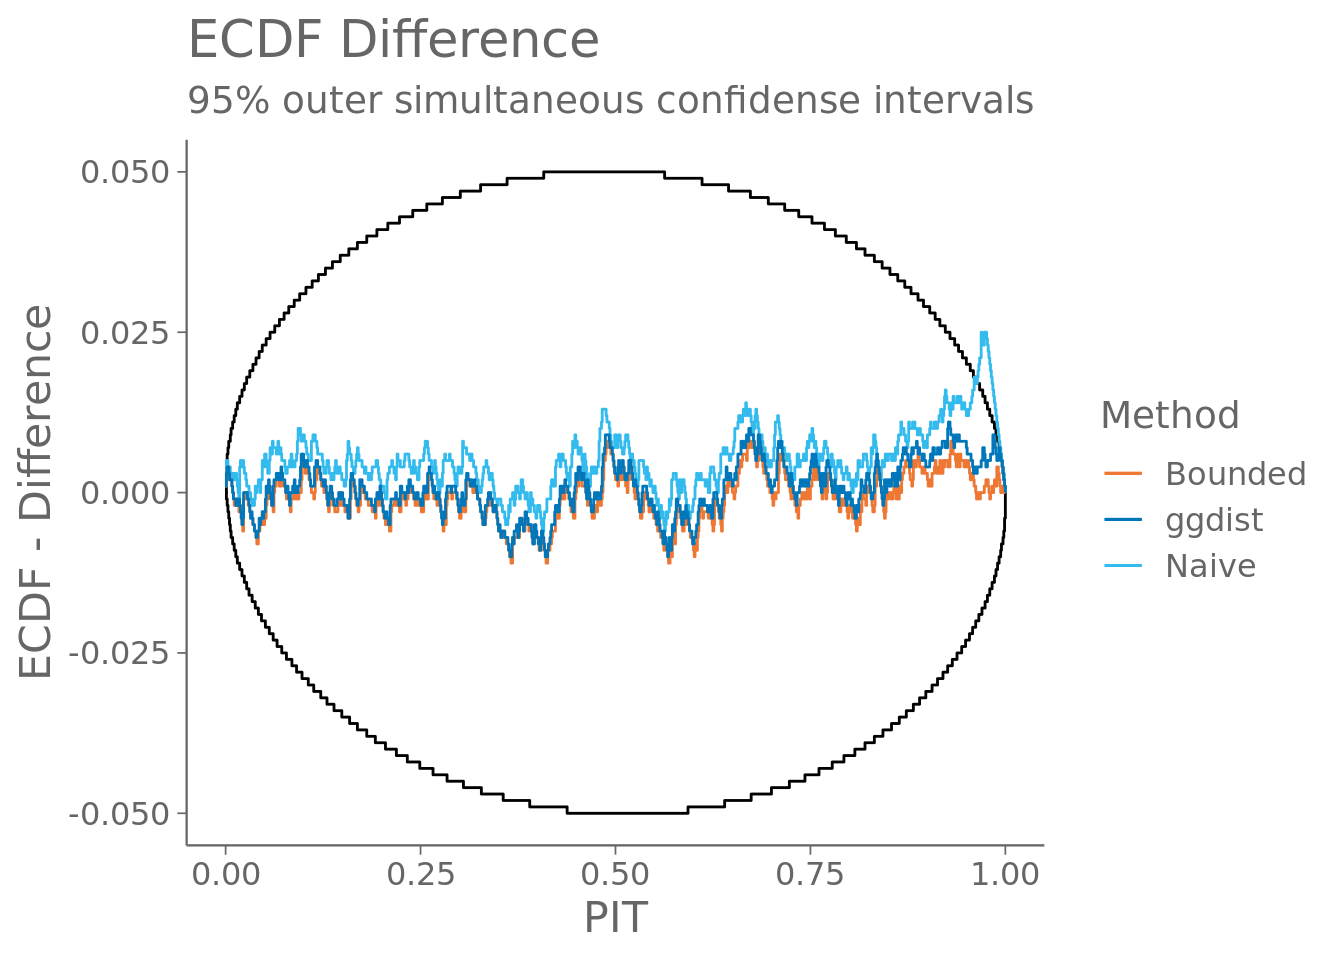 ECDF Difference
95% outer simultaneous confidense intervals
0.050
0.025
0.000
-0.025
-0.050
ECDF - Difference
0.00 0.25 0.50 0.75 1.00
PIT
Method
Bounded
ggdist
Naive